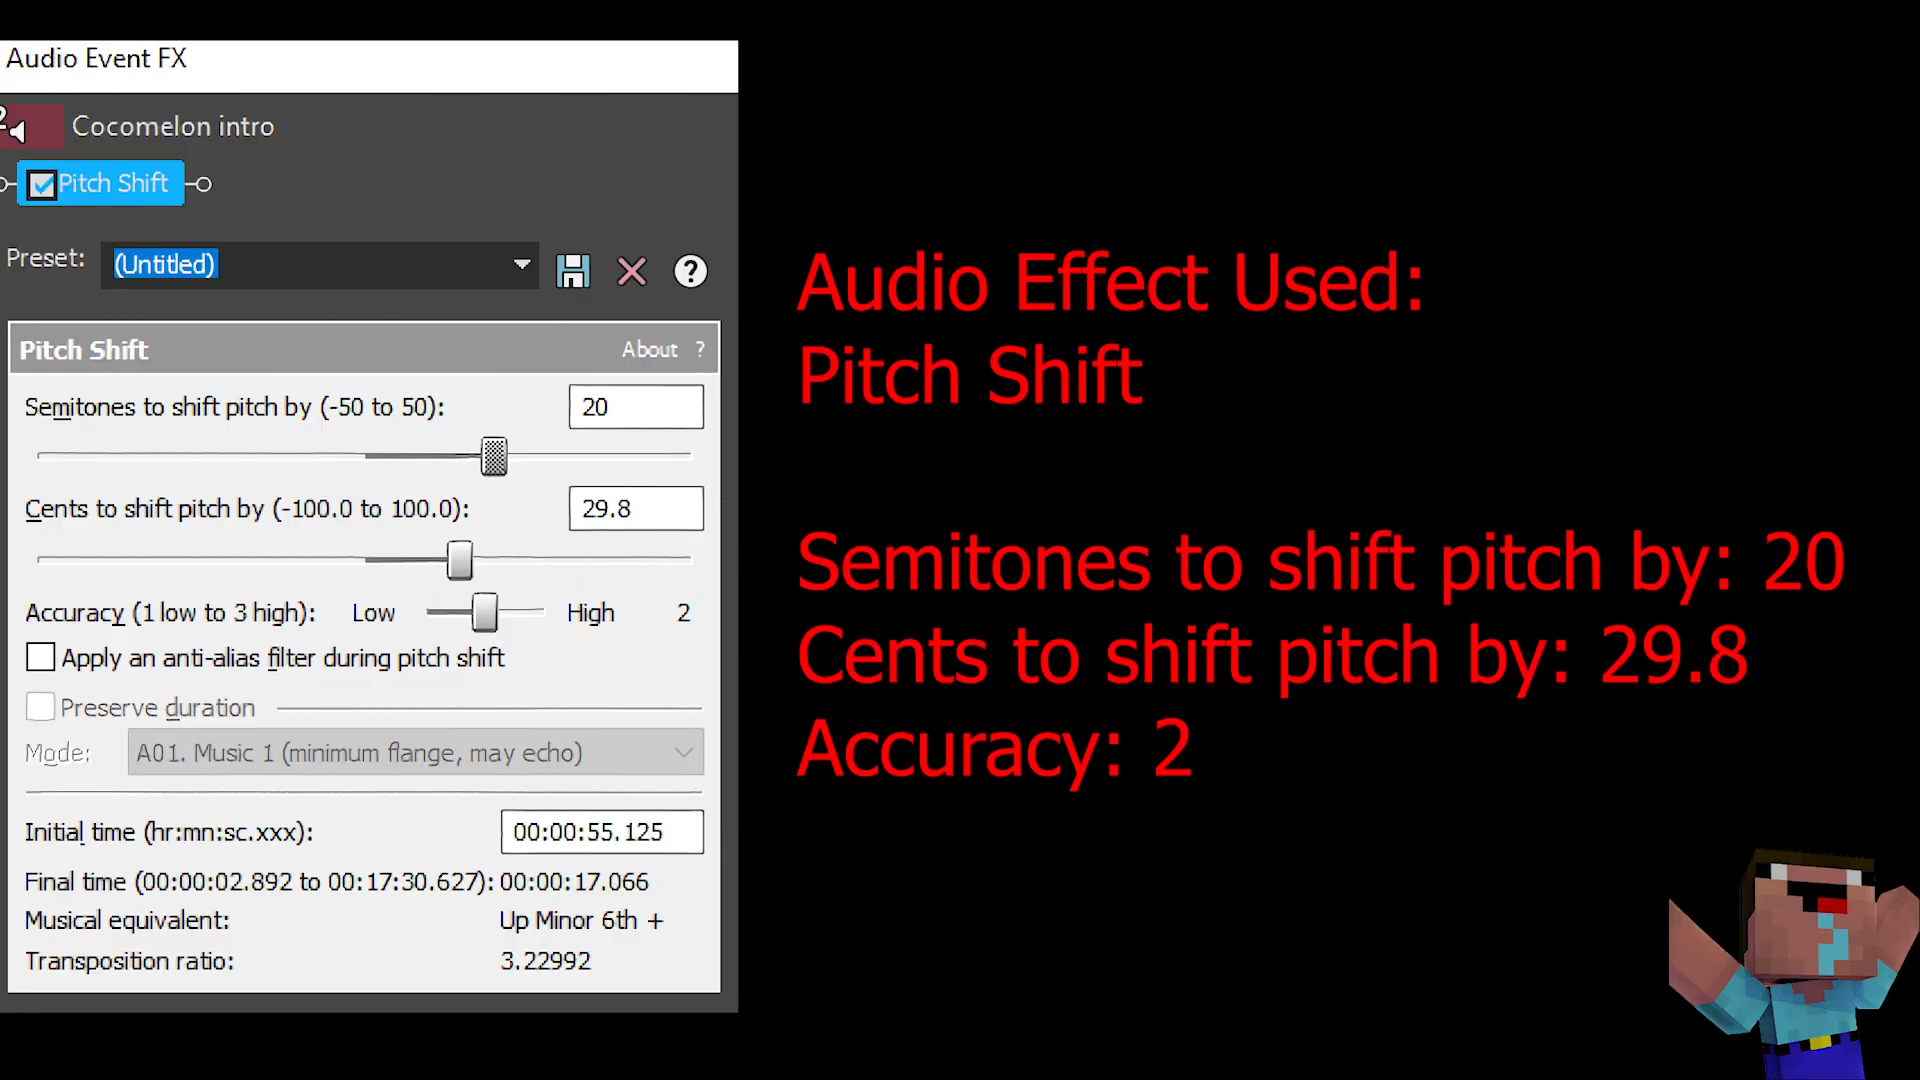 Audio Event FX
Cocomelon intro
Pitch Shift
Preset: (Untitled)
Pitch Shift About ?
Semitones to shift pitch by (-50 to 50): 20
Cents to shift pitch by (-100.0 to 100.0): 29.8
Accuracy (1 low to 3 high): Low High 2
Apply an anti-alias filter during pitch shift
Preserve duration
Mode: A01. Music 1 (minimum flange, may echo)
Initial time (hr:mn:sc.xxx): 00:00:55.125
Final time (00:00:02.892 to 00:17:30.627): 00:00:17.066
Musical equivalent: Up Minor 6th +
Transposition ratio: 3.22992
Audio Effect Used:
Pitch Shift
Semitones to shift pitch by: 20
Cents to shift pitch by: 29.8
Accuracy: 2